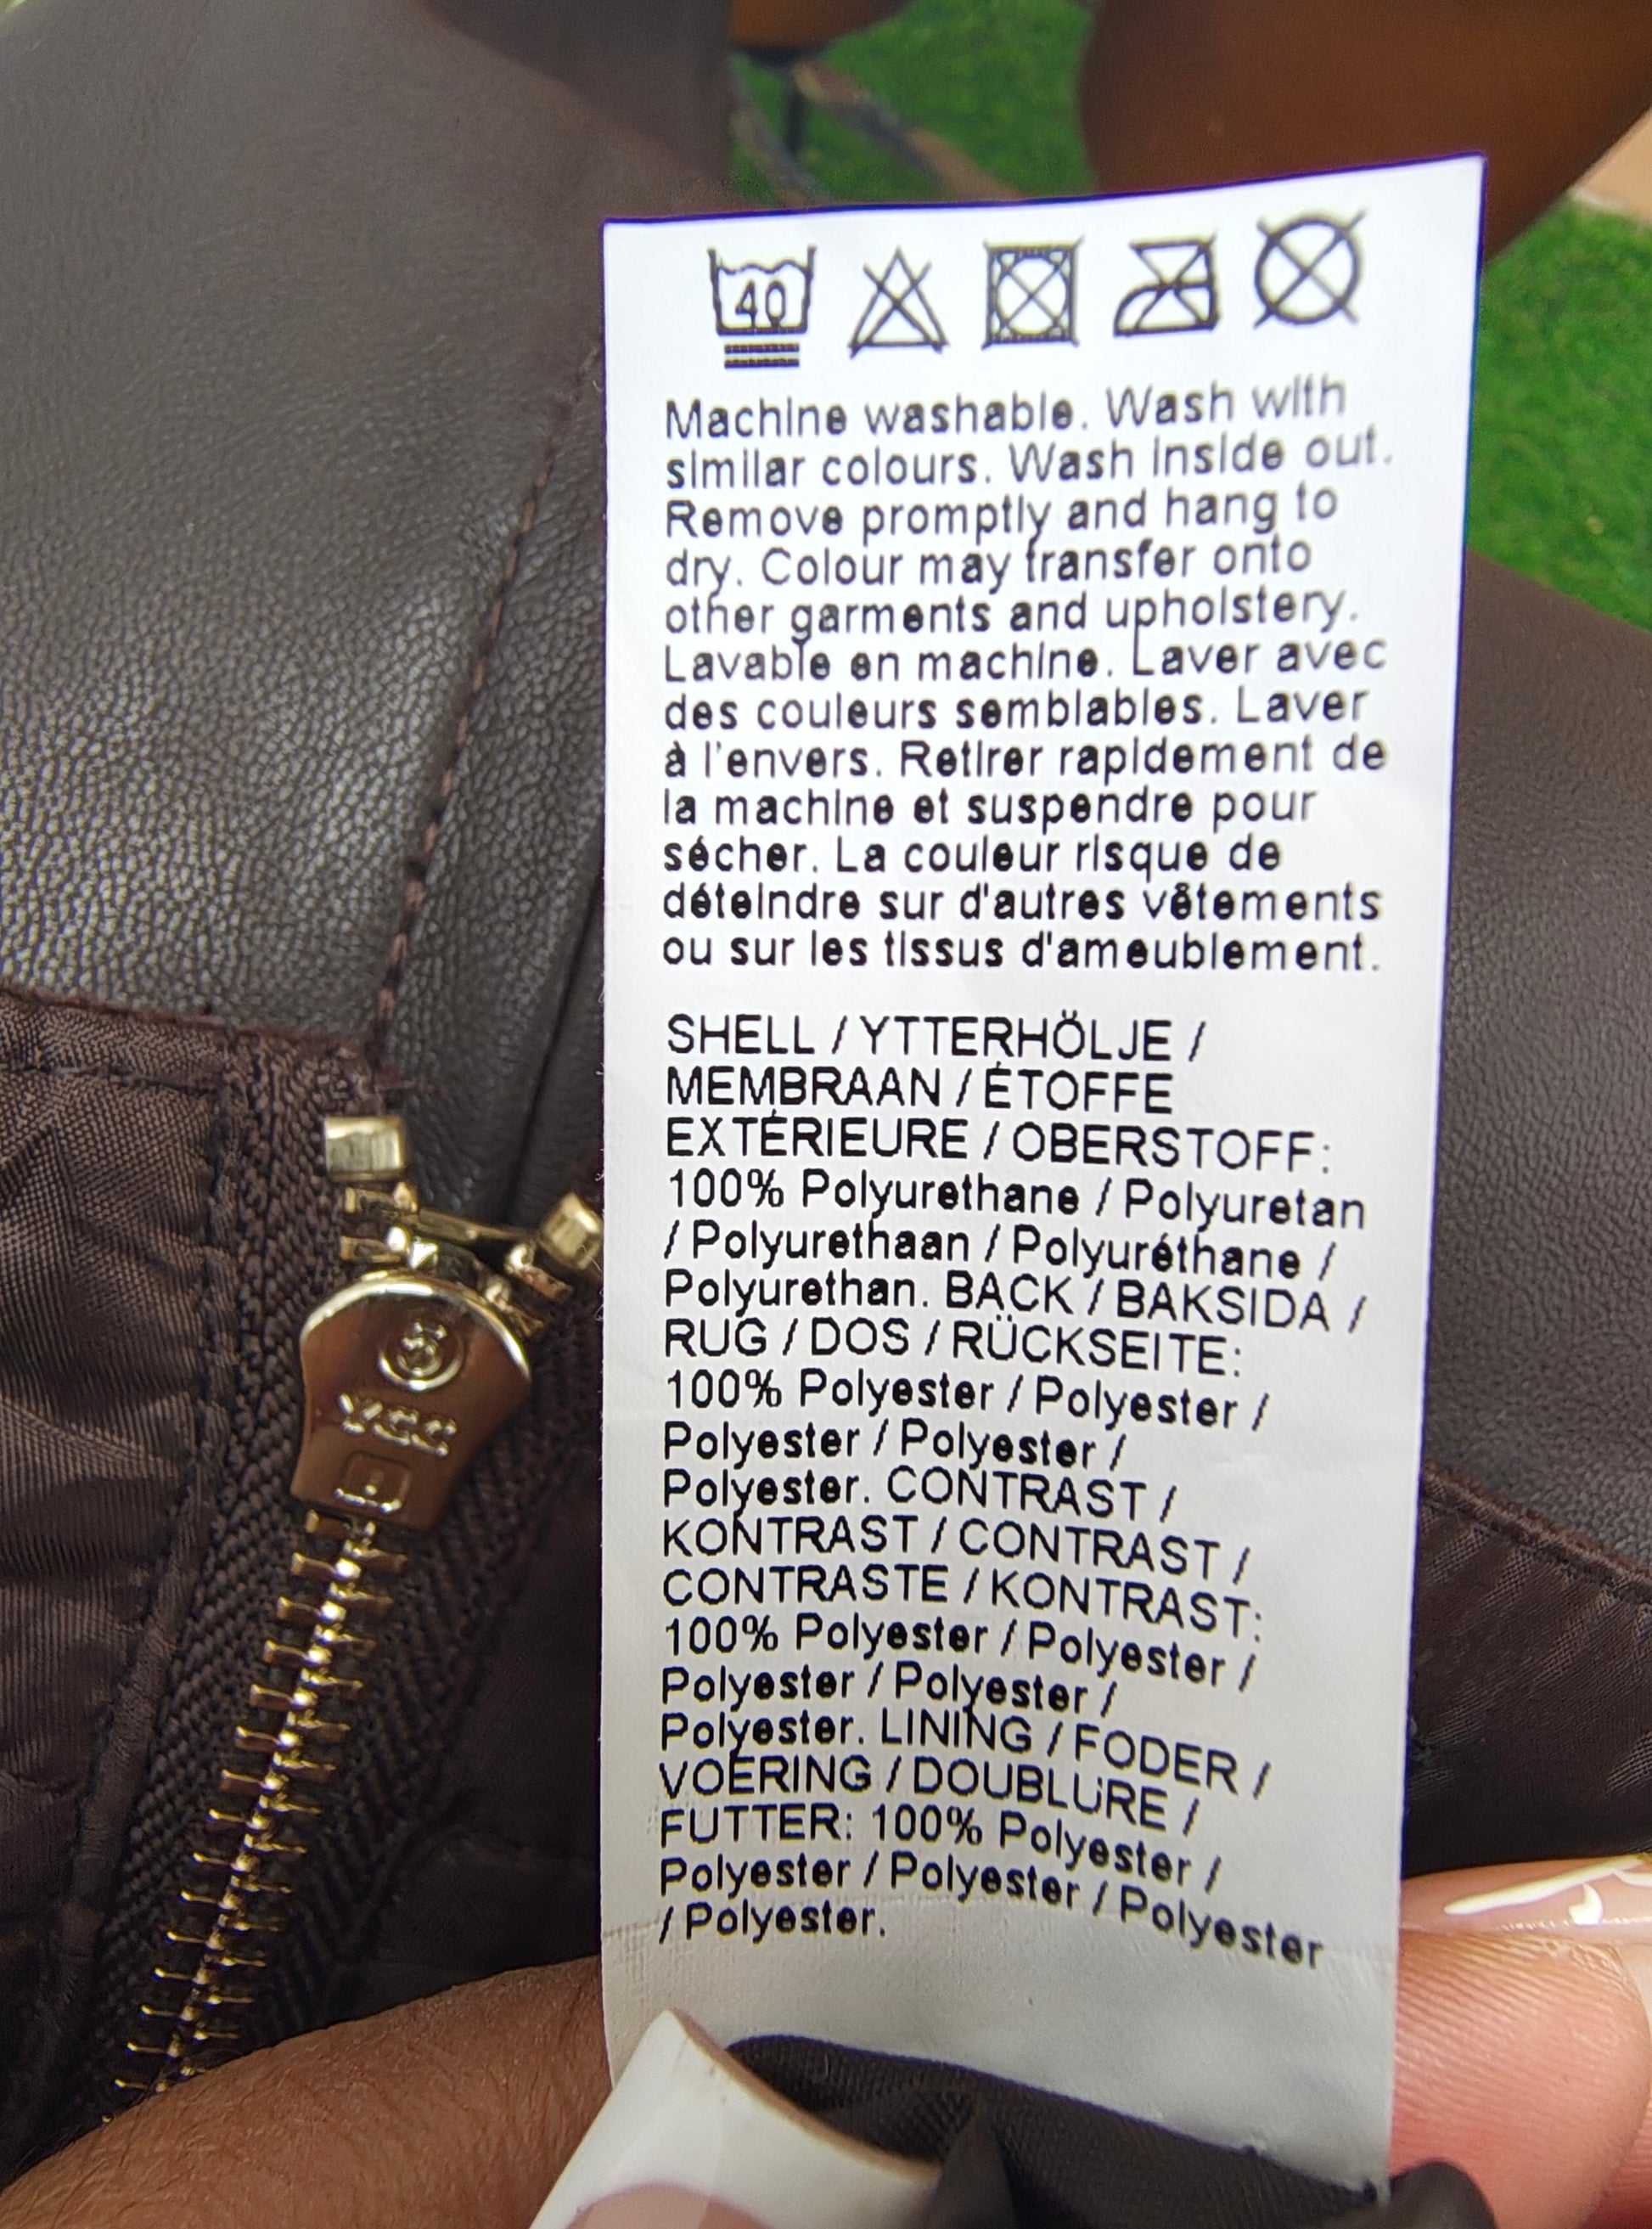 40
Machine washable. Wash with
similar colours. Wash inside out.
Remove promptly and hang to
dry. Colour may transfer onto
other garments and upholstery.
Lavable en machine. Laver avec
des couleurs semblables. Laver
à l'envers. Retirer rapidement de
la machine et suspendre pour
sécher. La couleur risque de
déteindre sur d'autres vêtements
ou sur les tissus d'ameublement.
SHELL / YTTERHÖLJE /
MEMBRAAN / ÉTOFFE
EXTÉRIEURE / OBERSTOFF:
100% Polyurethane / Polyuretan
/ Polyurethaan / Polyuréthane /
Polyurethan. BACK / BAKSIDA /
RUG / DOS / RÜCKSEITE:
100% Polyester / Polyester /
Polyester / Polyester /
Polyester. CONTRAST /
KONTRAST / CONTRAST /
CONTRASTE / KONTRAST:
100% Polyester / Polyester /
Polyester / Polyester /
Polyester. LINING / FODER /
VOERING / DOUBLURE /
FUTTER: 100% Polyester /
Polyester / Polyester / Polyester
/ Polyester.